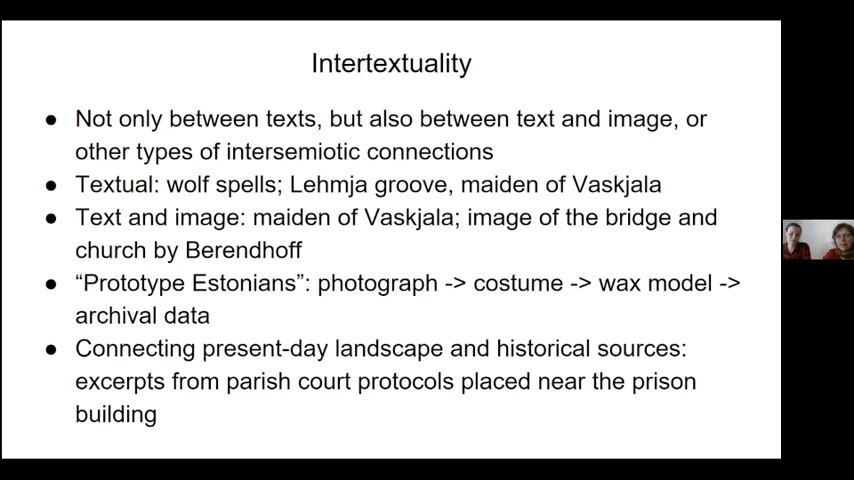 Intertextuality
● Not only between texts, but also between text and image, or
other types of intersemiotic connections
● Textual: wolf spells; Lehmja groove, maiden of Vaskjala
● Text and image: maiden of Vaskjala; image of the bridge and
church by Berendhoff
● “Prototype Estonians”: photograph -> costume -> wax model ->
archival data
● Connecting present-day landscape and historical sources:
excerpts from parish court protocols placed near the prison
building